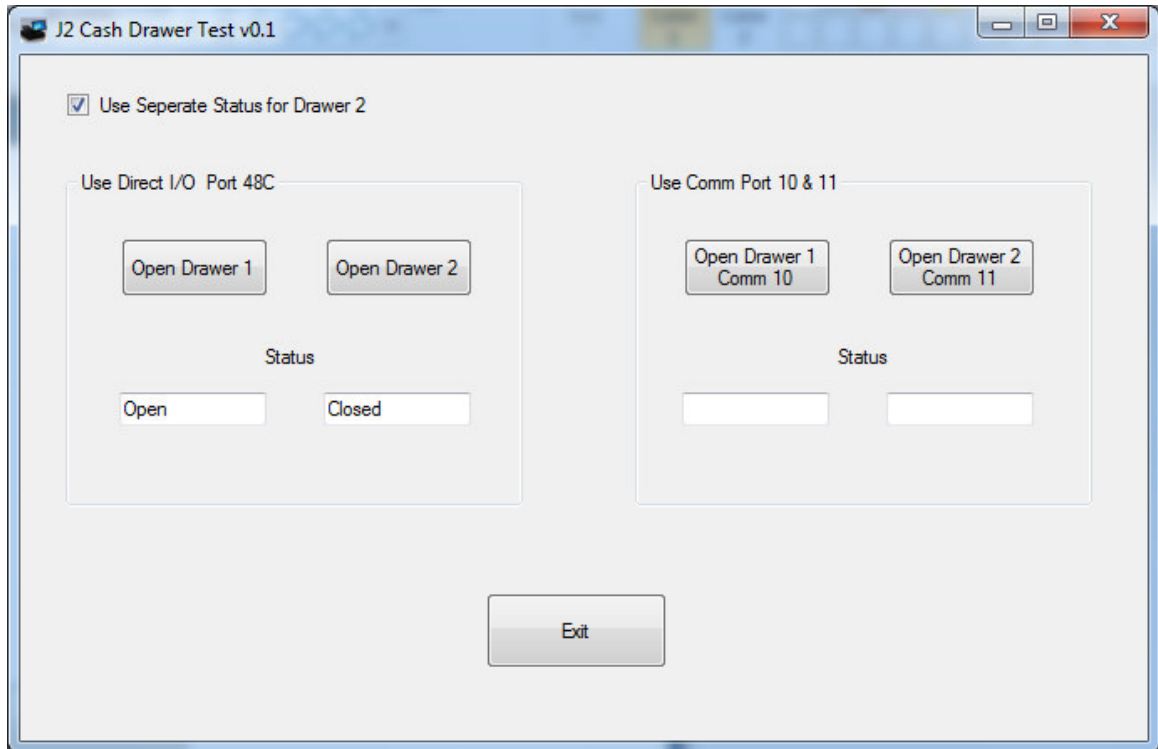 J2 Cash Drawer Test v0.1
Use Seperate Status for Drawer 2
Use Direct I/O Port 48C
Open Drawer 1
Open Drawer 2
Status
Open
Closed
Use Comm Port 10 & 11
Open Drawer 1
Comm 10
Open Drawer 2
Comm 11
Status
Exit